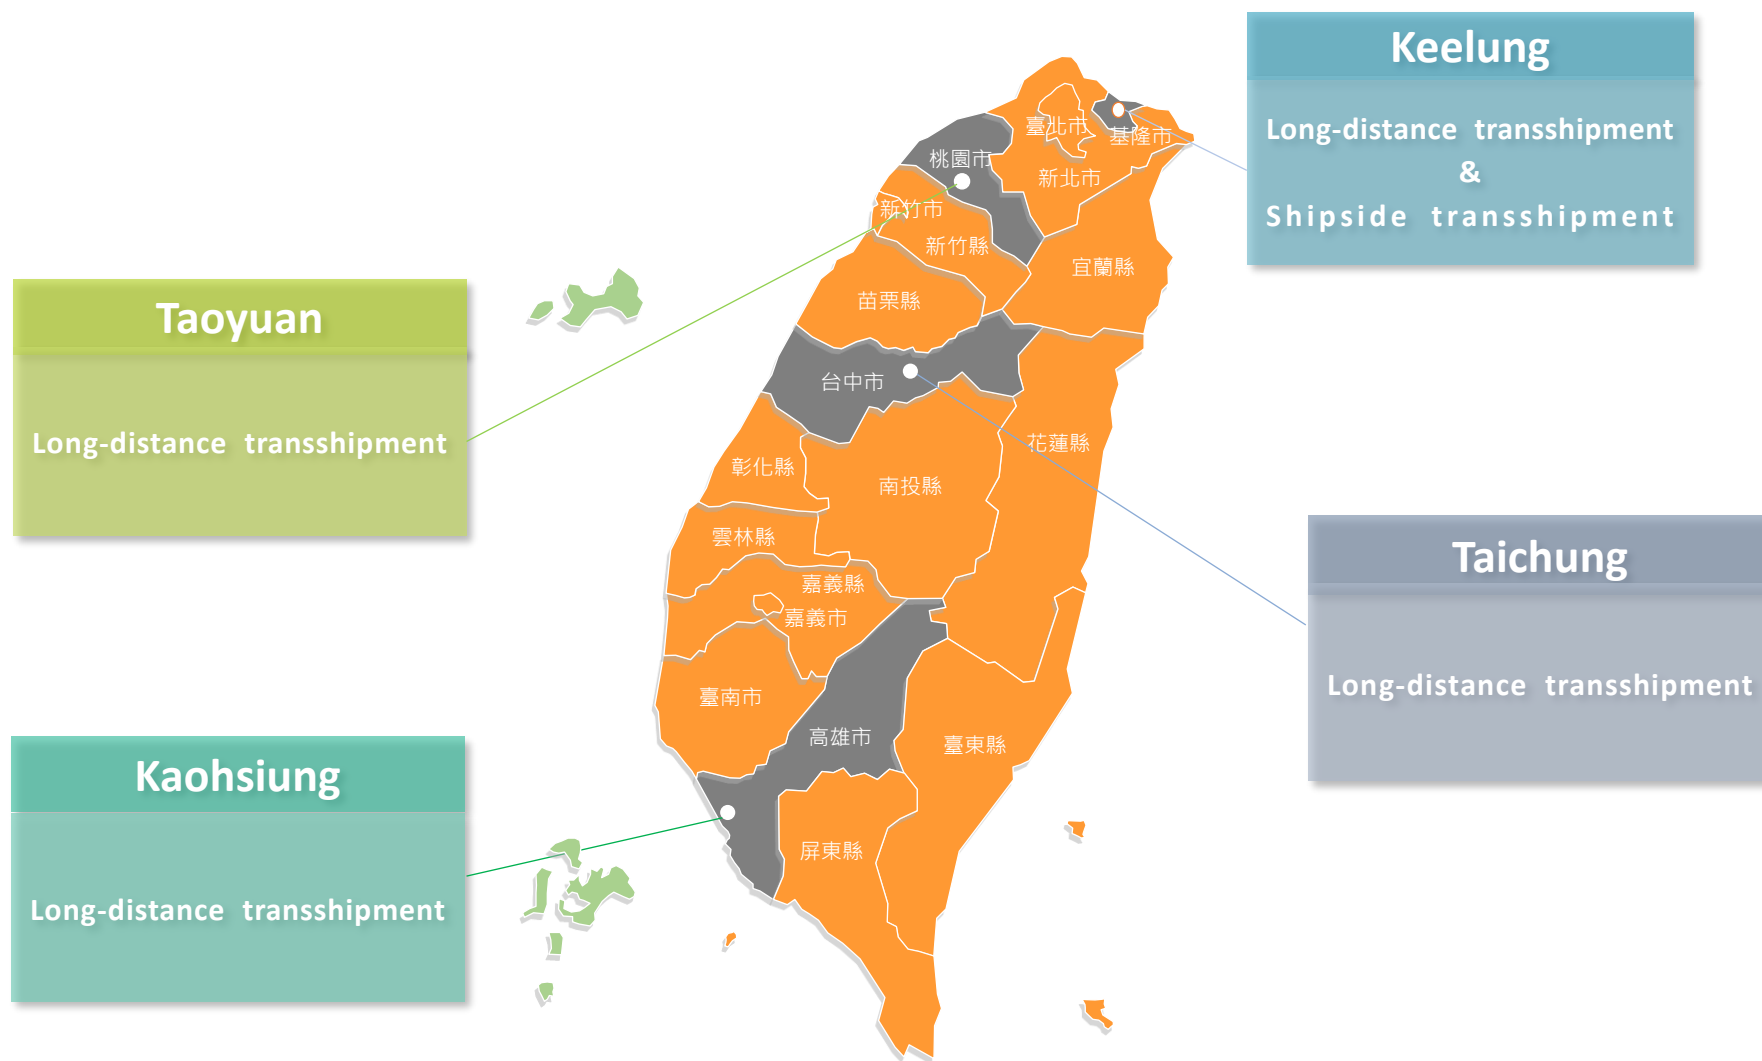 Keelung
Long-distance transshipment
&
Shipside transshipment
臺北市
基隆市
桃園市
新北市
新竹市
新竹縣
宜蘭縣
苗栗縣
Taoyuan
Long-distance transshipment
台中市
花蓮縣
彰化縣
南投縣
雲林縣
嘉義縣
嘉義市
Taichung
Long-distance transshipment
臺南市
高雄市
臺東縣
Kaohsiung
Long-distance transshipment
屏東縣